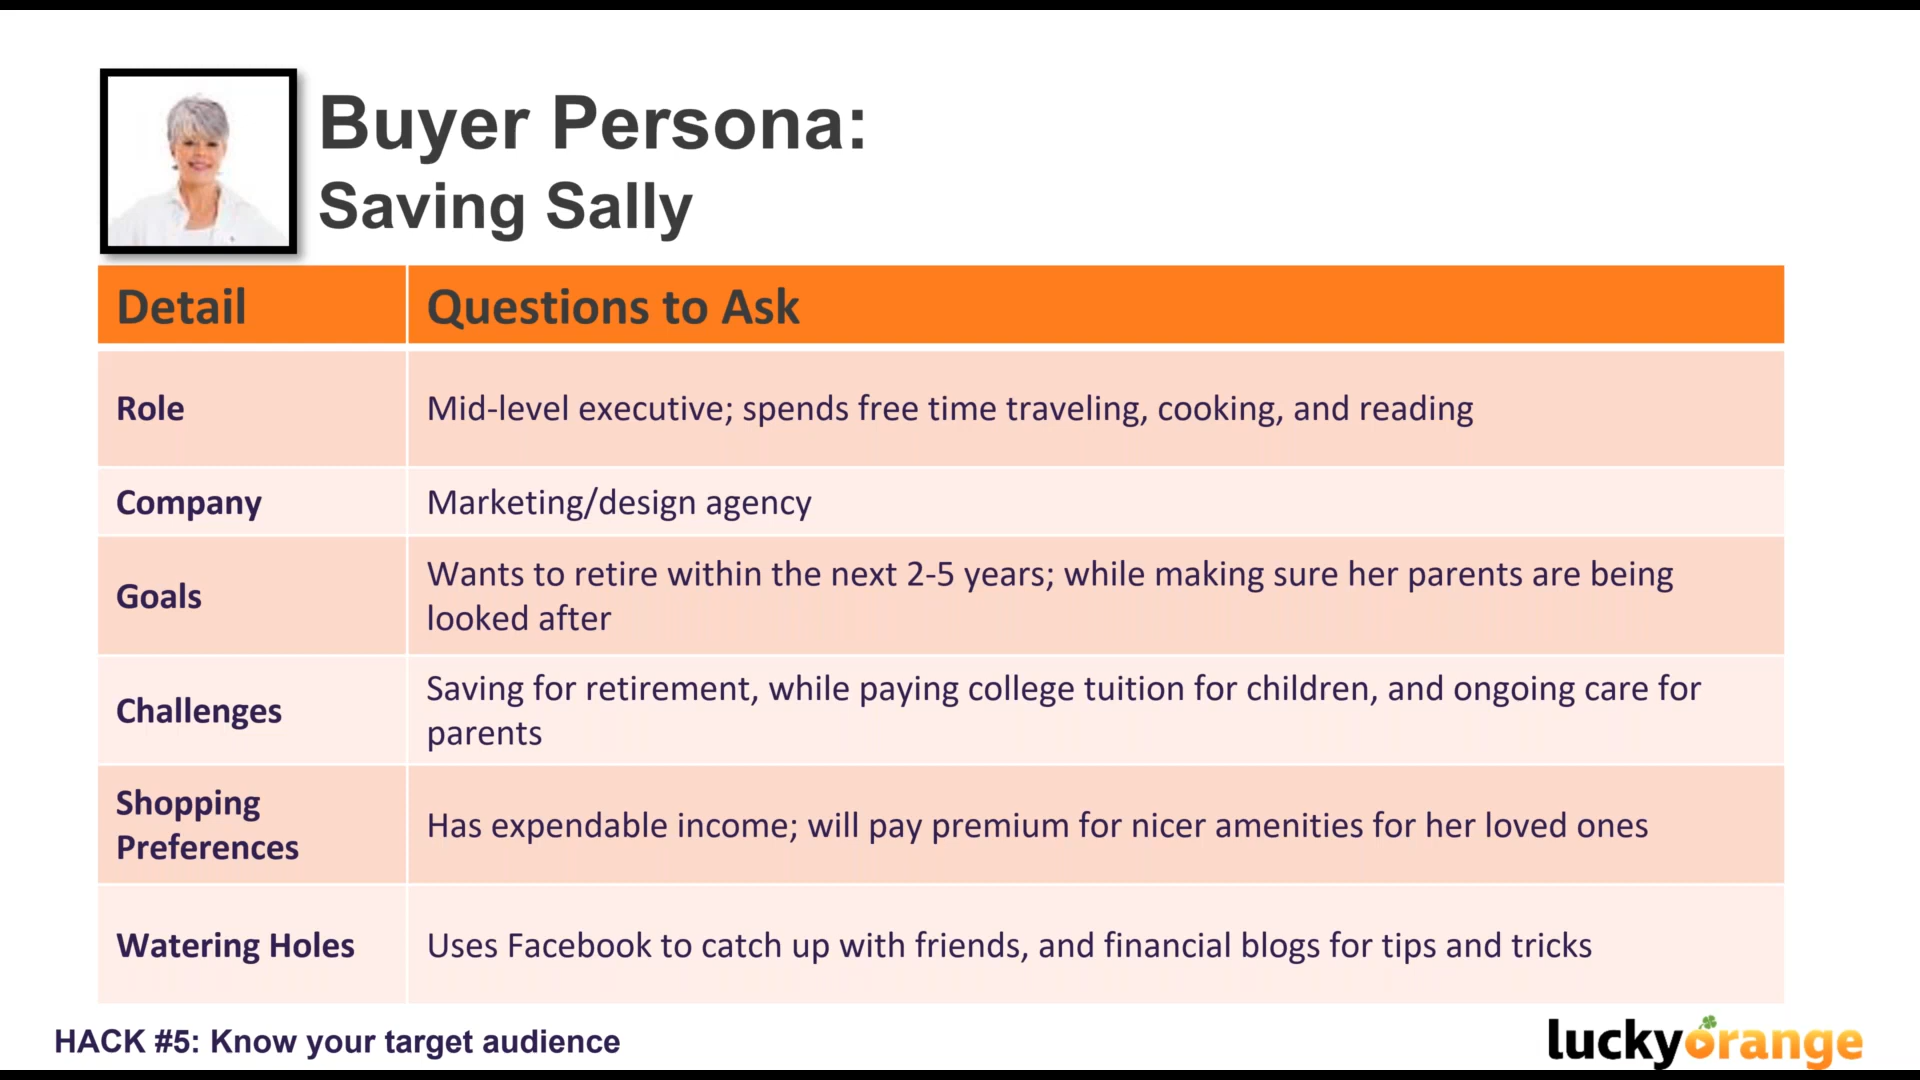 Buyer Persona:
Saving Sally
Detail
Questions to Ask
Role
Mid-level executive; spends free time traveling, cooking, and reading
Company
Marketing/design agency
Goals
Wants to retire within the next 2-5 years; while making sure her parents are being
looked after
Challenges
Saving for retirement, while paying college tuition for children, and ongoing care for
parents
Shopping
Preferences
Has expendable income; will pay premium for nicer amenities for her loved ones
Watering Holes
Uses Facebook to catch up with friends, and financial blogs for tips and tricks
HACK #5: Know your target audience
luckyorange